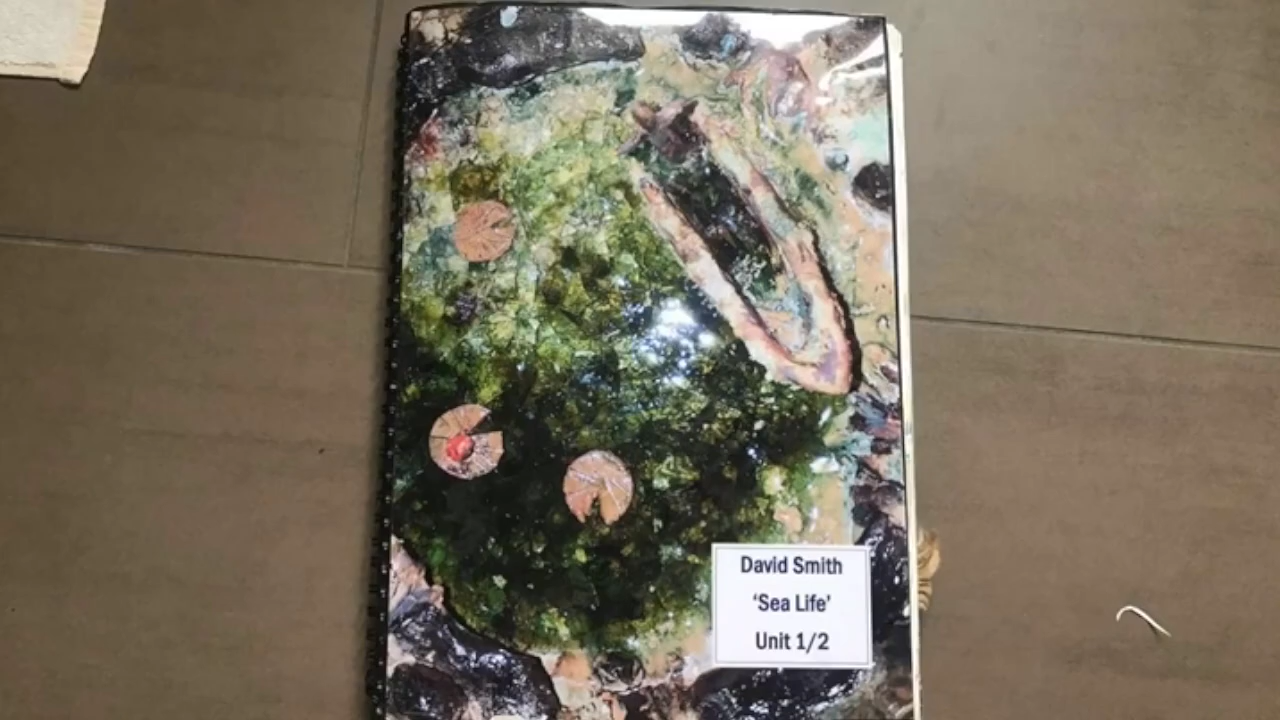 David Smith
‘Sea Life’
Unit 1/2